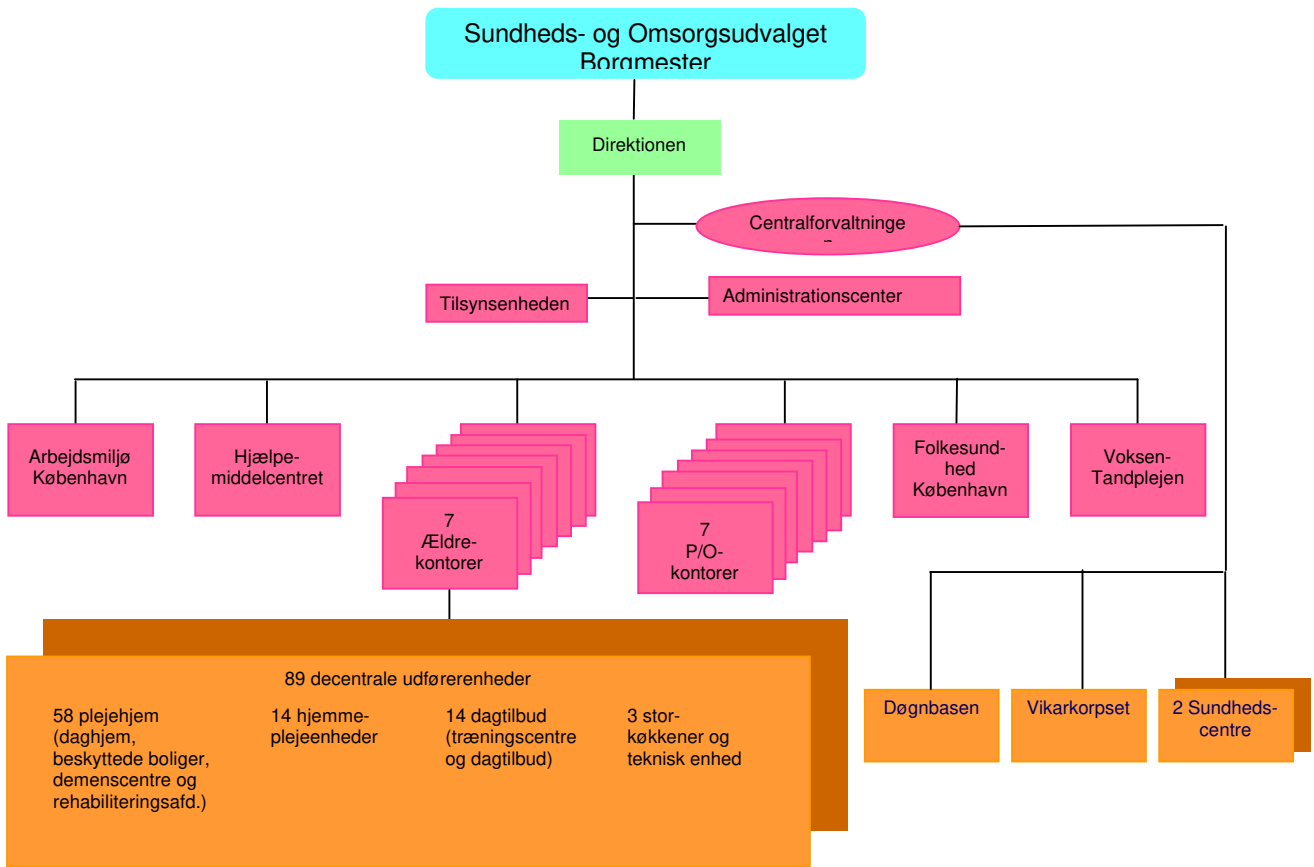 Sundheds- og Omsorgsudvalget
Borgmester
Direktionen
Centralforvaltninge
n
Tilsynsenheden
Administrationscenter
Arbejdsmiljø
København
Hjælpe-
middelcentret
7
Ældre-
kontorer
7
P/O-
kontorer
Folkesund-
hed
København
Voksen-
Tandplejen
89 decentrale udførerenheder
58 plejehjem
(daghjem,
beskyttede boliger,
demenscentre og
rehabiliteringsafd.)
14 hjemme-
plejeenheder
14 dagtilbud
(træningscentre
og dagtilbud)
3 stor-
køkkener og
teknisk enhed
Døgnbasen
Vikarkorpset
2 Sundheds-
centre